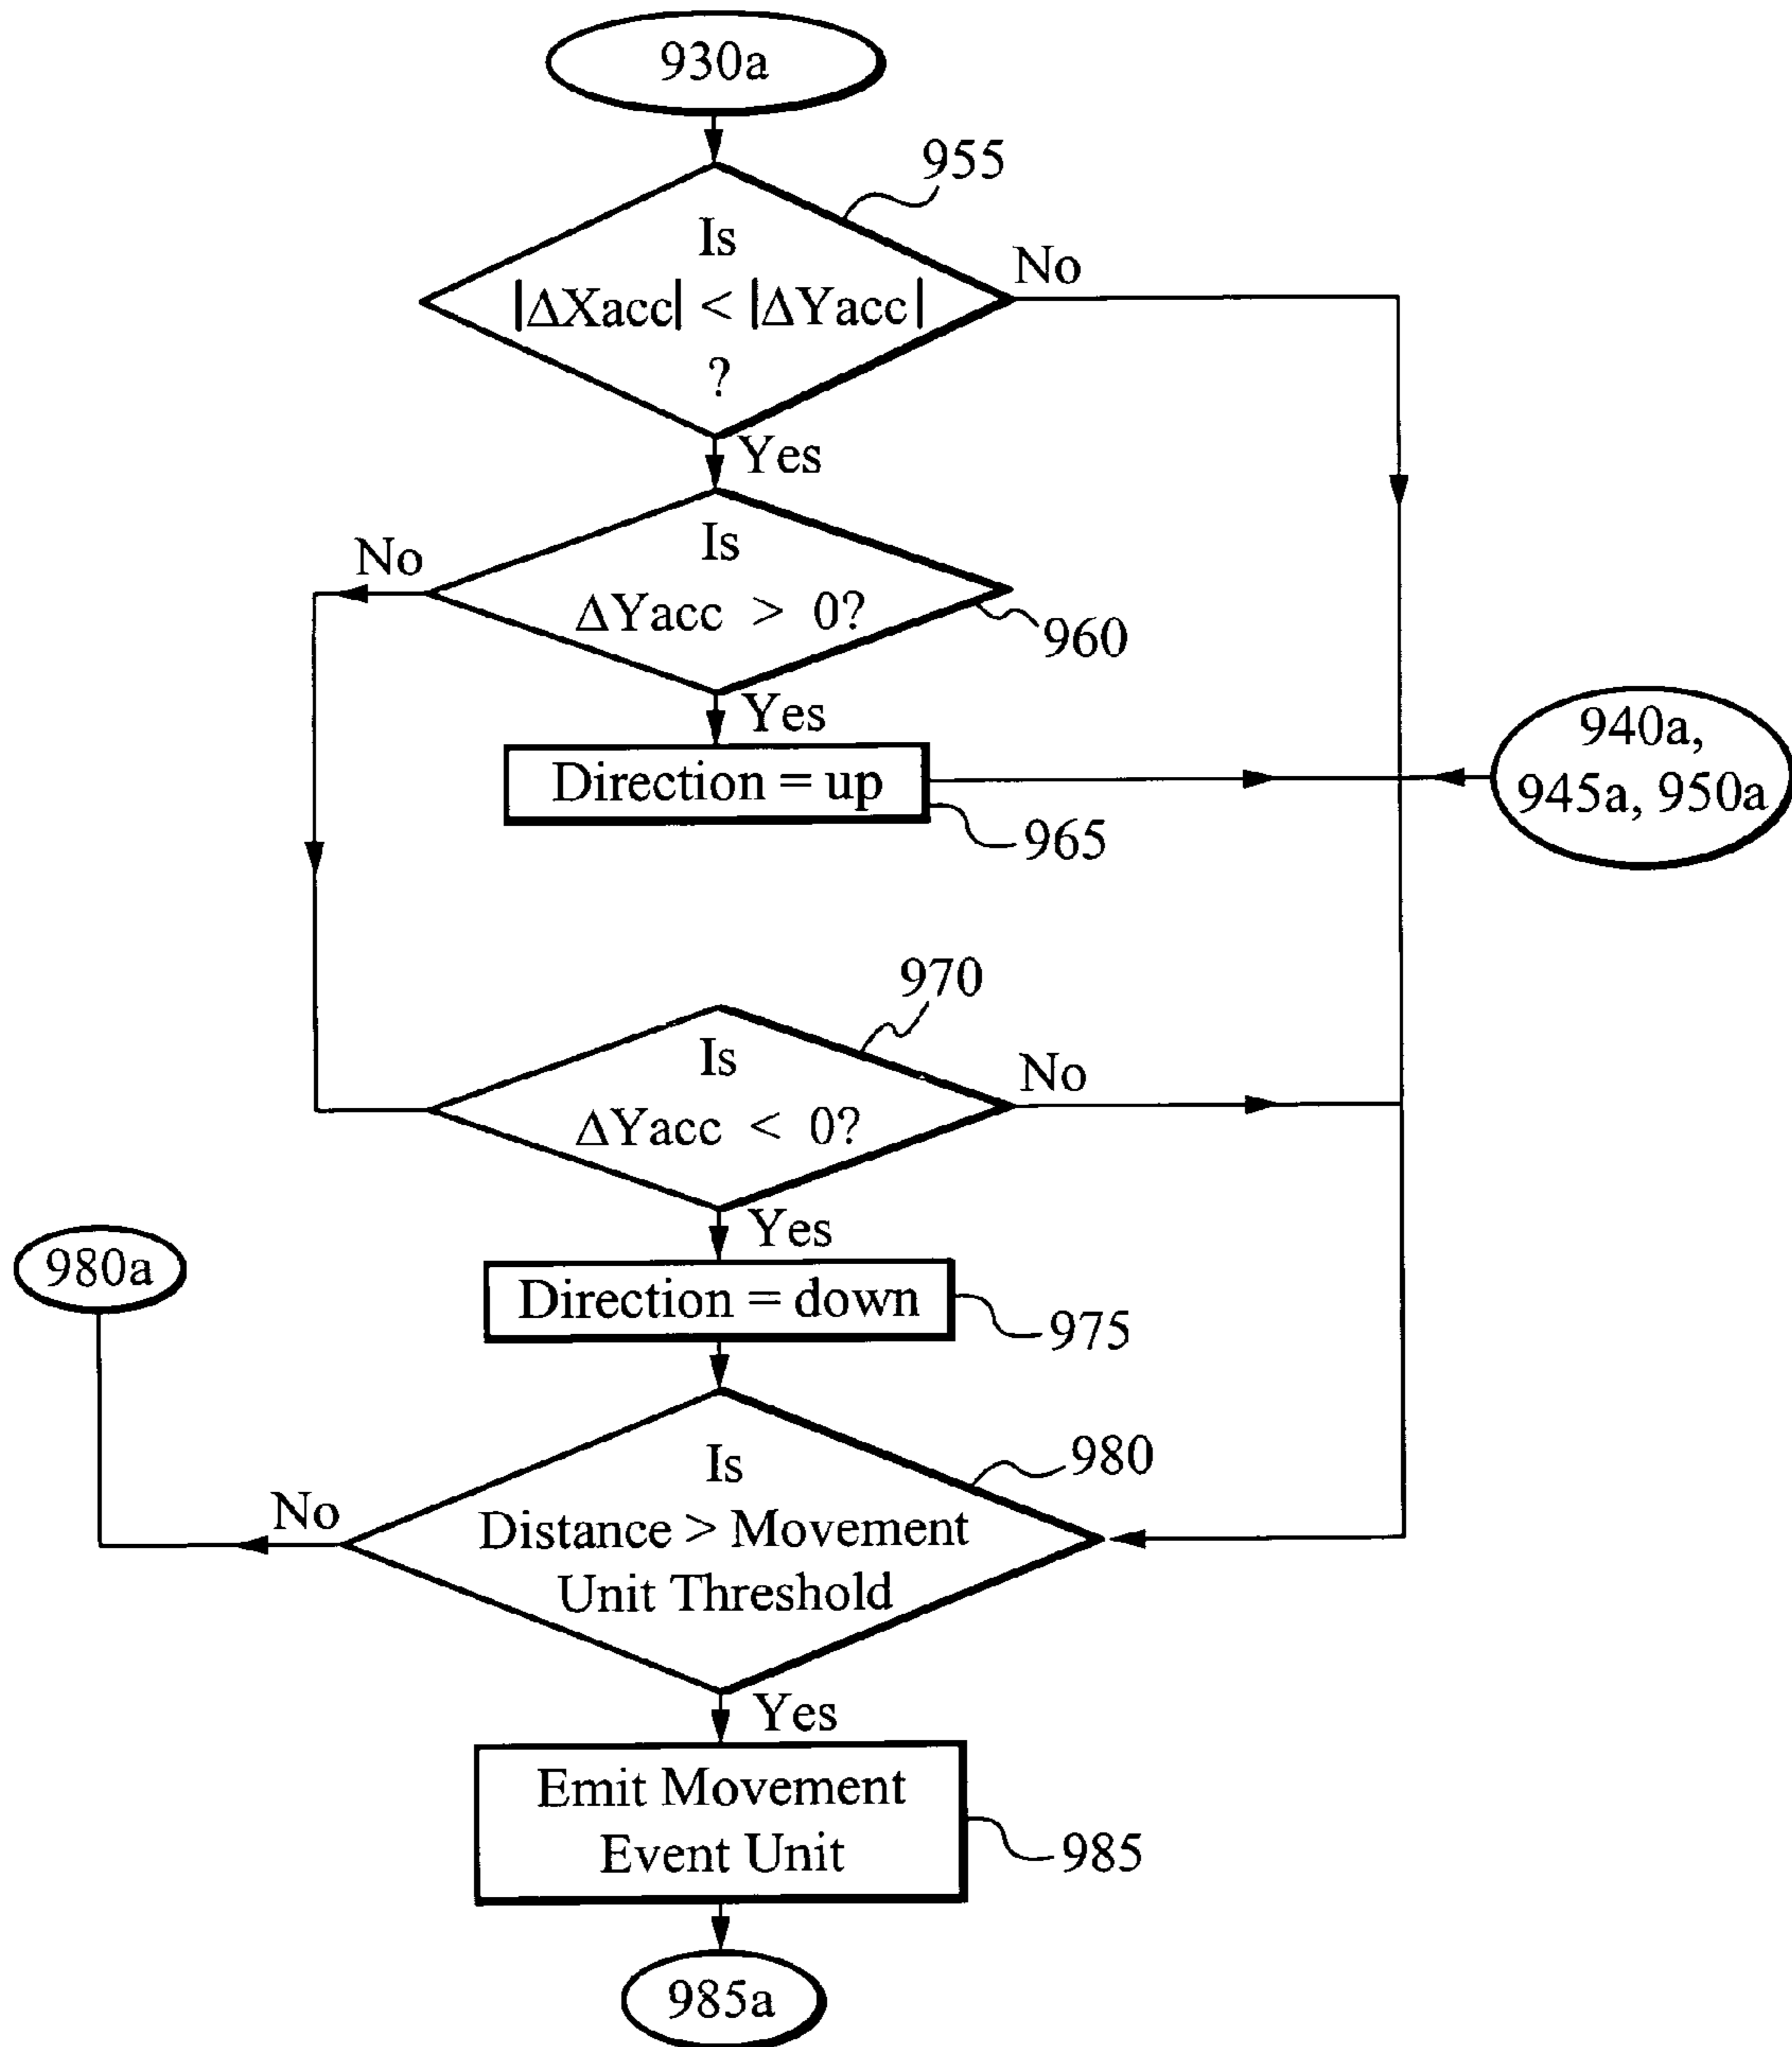 930a
955
Is
|ΔXacc| < |ΔYacc|
?
No
Yes
Is
ΔYacc > 0?
No
960
Yes
Direction = up
965
940a,
945a, 950a
970
Is
ΔYacc < 0?
No
Yes
980a
Direction = down
975
980
Is
Distance > Movement
Unit Threshold
No
Yes
Emit Movement
Event Unit
985
985a